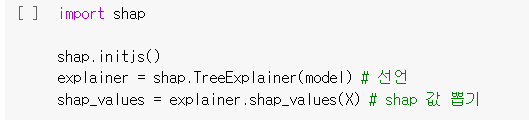 [ ] import shap
shap.initjs()
explainer = shap.TreeExplainer(model) # 선언
shap_values = explainer.shap_values(X) # shap 값 뽑기